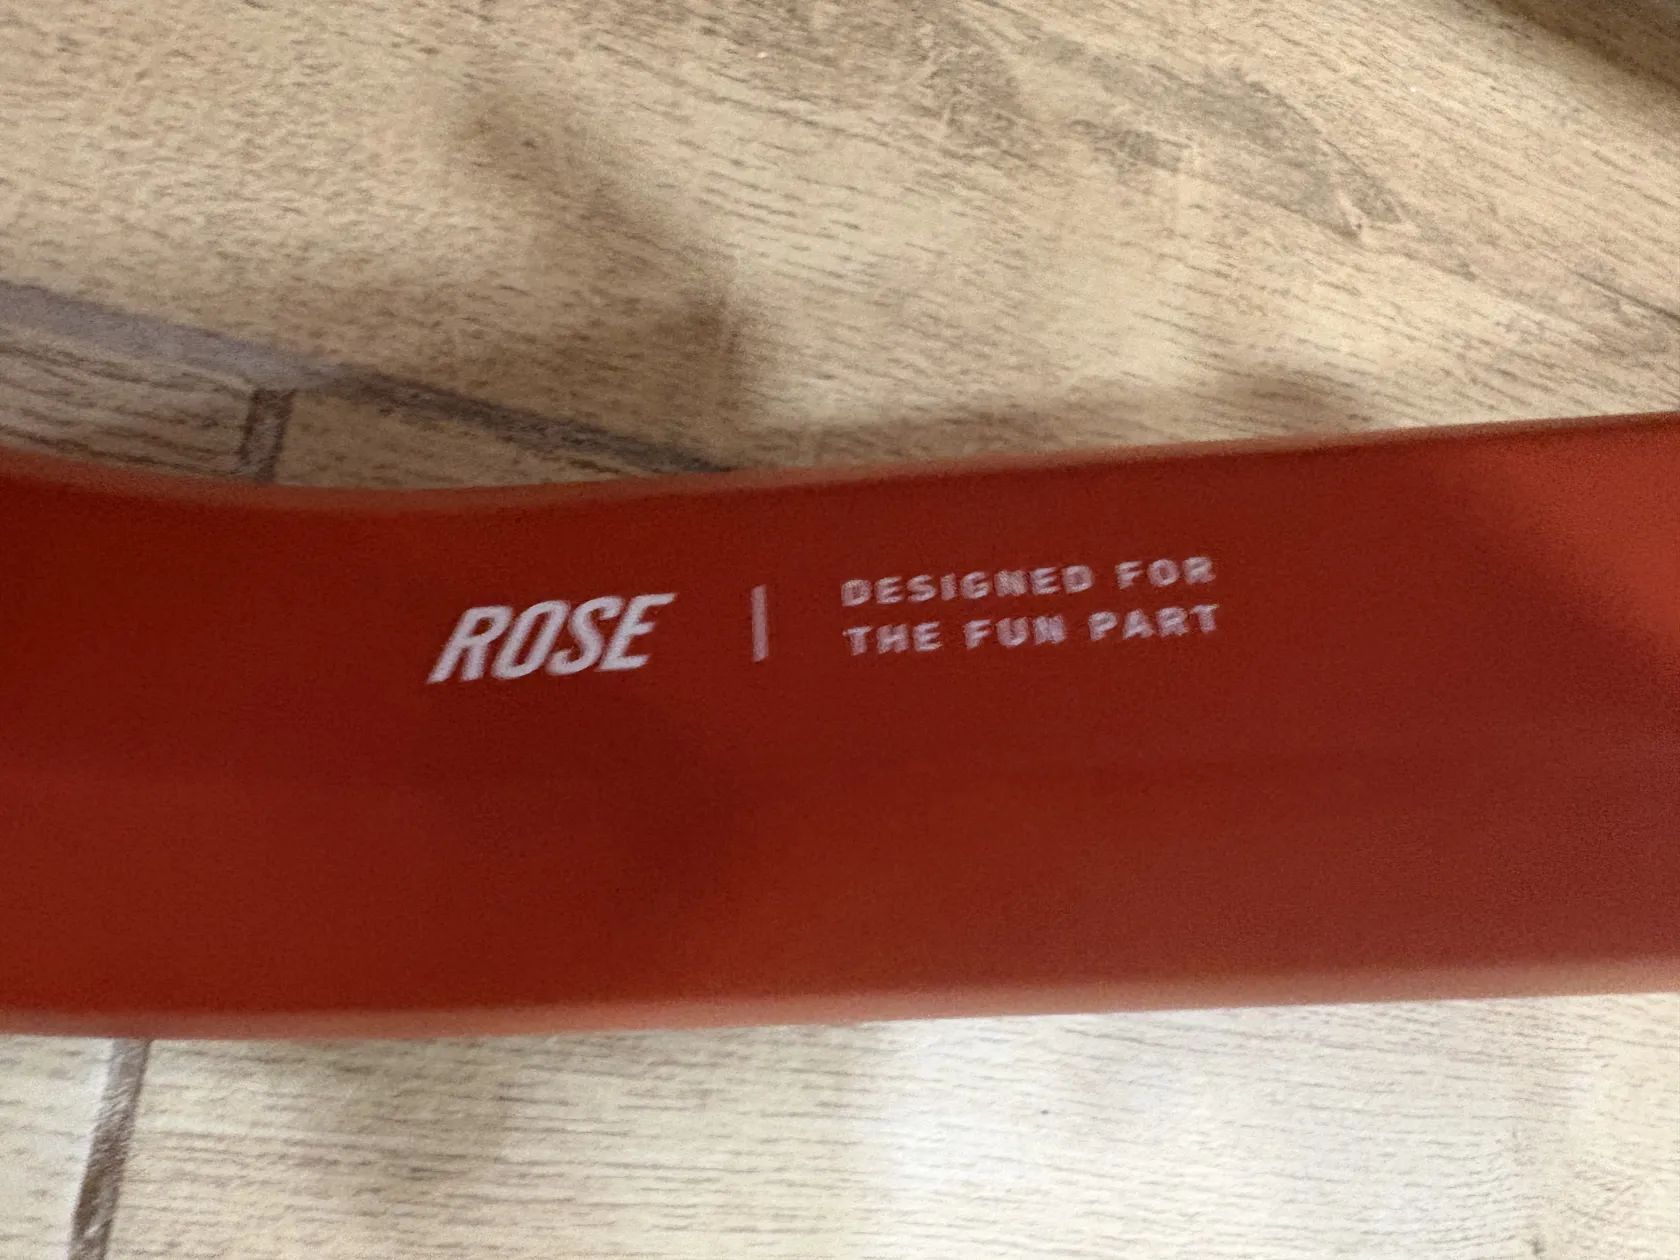 ROSE
DESIGNED FOR
THE FUN PART